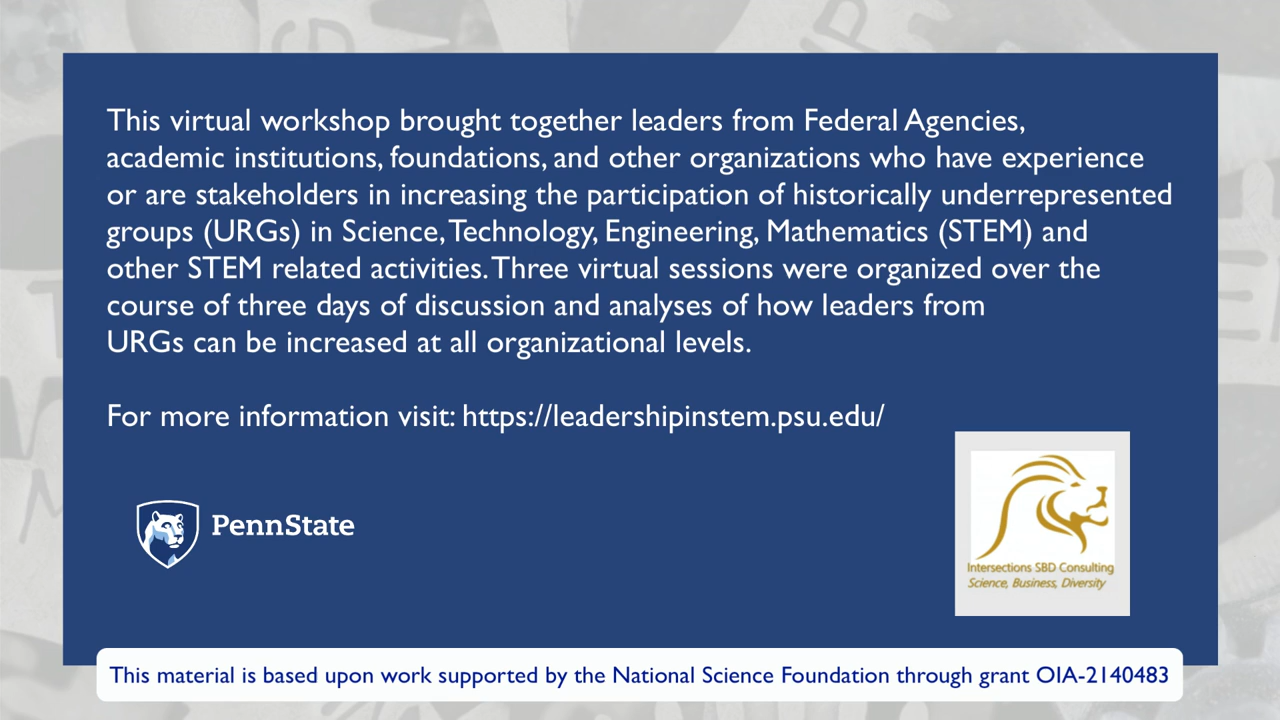 This virtual workshop brought together leaders from Federal Agencies,
academic institutions, foundations, and other organizations who have experience
or are stakeholders in increasing the participation of historically underrepresented
groups (URGs) in Science, Technology, Engineering, Mathematics (STEM) and
other STEM related activities. Three virtual sessions were organized over the
course of three days of discussion and analyses of how leaders from
URGs can be increased at all organizational levels.
For more information visit: https://leadershipinstem.psu.edu/
PennState
Intersections SBD Consulting
Science, Business, Diversity
This material is based upon work supported by the National Science Foundation through grant OIA-2140483